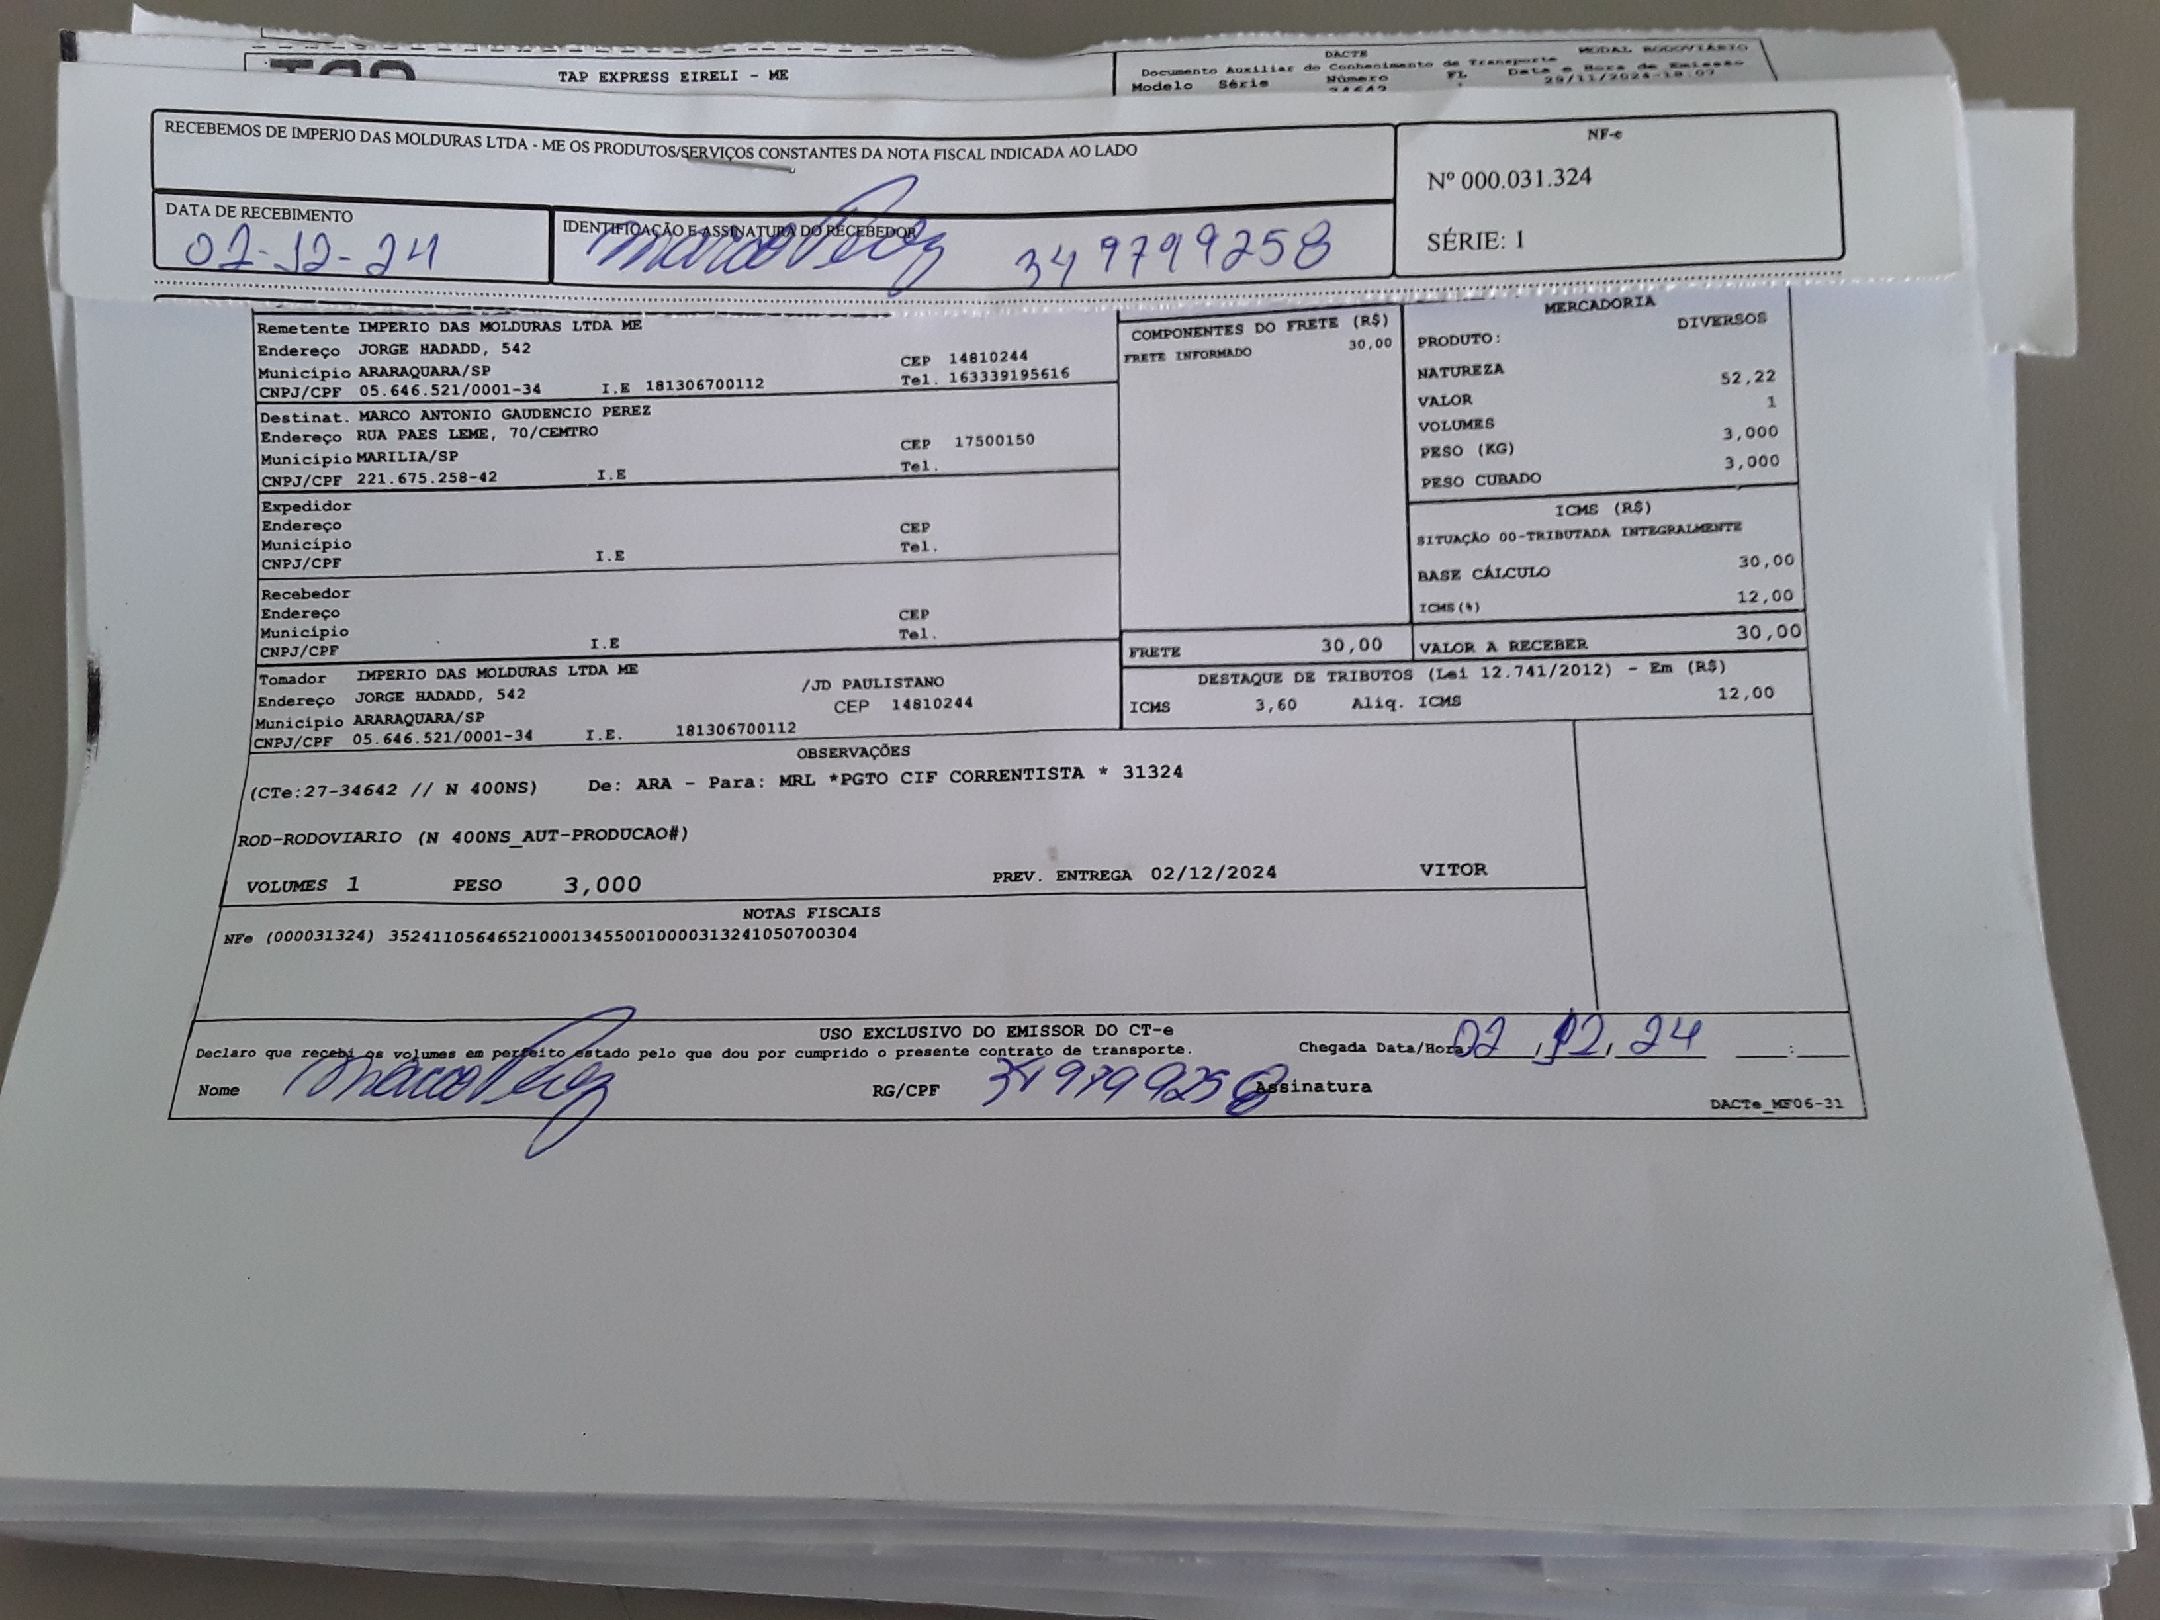 TAP EXPRESS EIRELI - ME
DACTE
MODAL RODOVIÁRIO
Documento Auxiliar do Conhecimento de Transporte
Modelo Série Número FL Data e Hora de Emissão
34642 29/11/2024-18:07
RECEBEMOS DE IMPERIO DAS MOLDURAS LTDA - ME OS PRODUTOS/SERVIÇOS CONSTANTES DA NOTA FISCAL INDICADA AO LADO
NF-e
Nº 000.031.324
SÉRIE: 1
DATA DE RECEBIMENTO
02-12-24
IDENTIFICAÇÃO E ASSINATURA DO RECEBEDOR
Marco Perez 349799258
Remetente IMPERIO DAS MOLDURAS LTDA ME
Endereço JORGE HADADD, 542
CEP 14810244
Município ARARAQUARA/SP
Tel. 163339195616
CNPJ/CPF 05.646.521/0001-34 I.E 181306700112
Destinat. MARCO ANTONIO GAUDENCIO PEREZ
Endereço RUA PAES LEME, 70/CEMTRO
CEP 17500150
Município MARILIA/SP
Tel.
CNPJ/CPF 221.675.258-42 I.E
Expedidor
Endereço CEP
Município Tel.
CNPJ/CPF I.E
Recebedor
Endereço CEP
Município Tel.
CNPJ/CPF I.E
Tomador IMPERIO DAS MOLDURAS LTDA ME
Endereço JORGE HADADD, 542 /JD PAULISTANO
Município ARARAQUARA/SP CEP 14810244
CNPJ/CPF 05.646.521/0001-34 I.E. 181306700112
COMPONENTES DO FRETE (R$)
FRETE INFORMADO 30,00
FRETE 30,00
MERCADORIA
PRODUTO: DIVERSOS
NATUREZA
VALOR 52,22
VOLUMES 1
PESO (KG) 3,000
PESO CUBADO 3,000
ICMS (R$)
SITUAÇÃO 00-TRIBUTADA INTEGRALMENTE
BASE CÁLCULO 30,00
ICMS(%) 12,00
VALOR A RECEBER 30,00
DESTAQUE DE TRIBUTOS (Lei 12.741/2012) - Em (R$)
ICMS 3,60 Aliq. ICMS 12,00
OBSERVAÇÕES
(CTe:27-34642 // N 400NS) De: ARA - Para: MRL *PGTO CIF CORRENTISTA * 31324
ROD-RODOVIARIO (N 400NS_AUT-PRODUCAO#)
VOLUMES 1 PESO 3,000 PREV. ENTREGA 02/12/2024 VITOR
NOTAS FISCAIS
NFe (000031324) 35241105646521000134550010000313241050700304
USO EXCLUSIVO DO EMISSOR DO CT-e
Declaro que recebi os volumes em perfeito estado pelo que dou por cumprido o presente contrato de transporte.
Chegada Data/Hora 02, 12, 24 :
Nome Marco Perez RG/CPF 349799258 Assinatura
DACTe_MF06-31